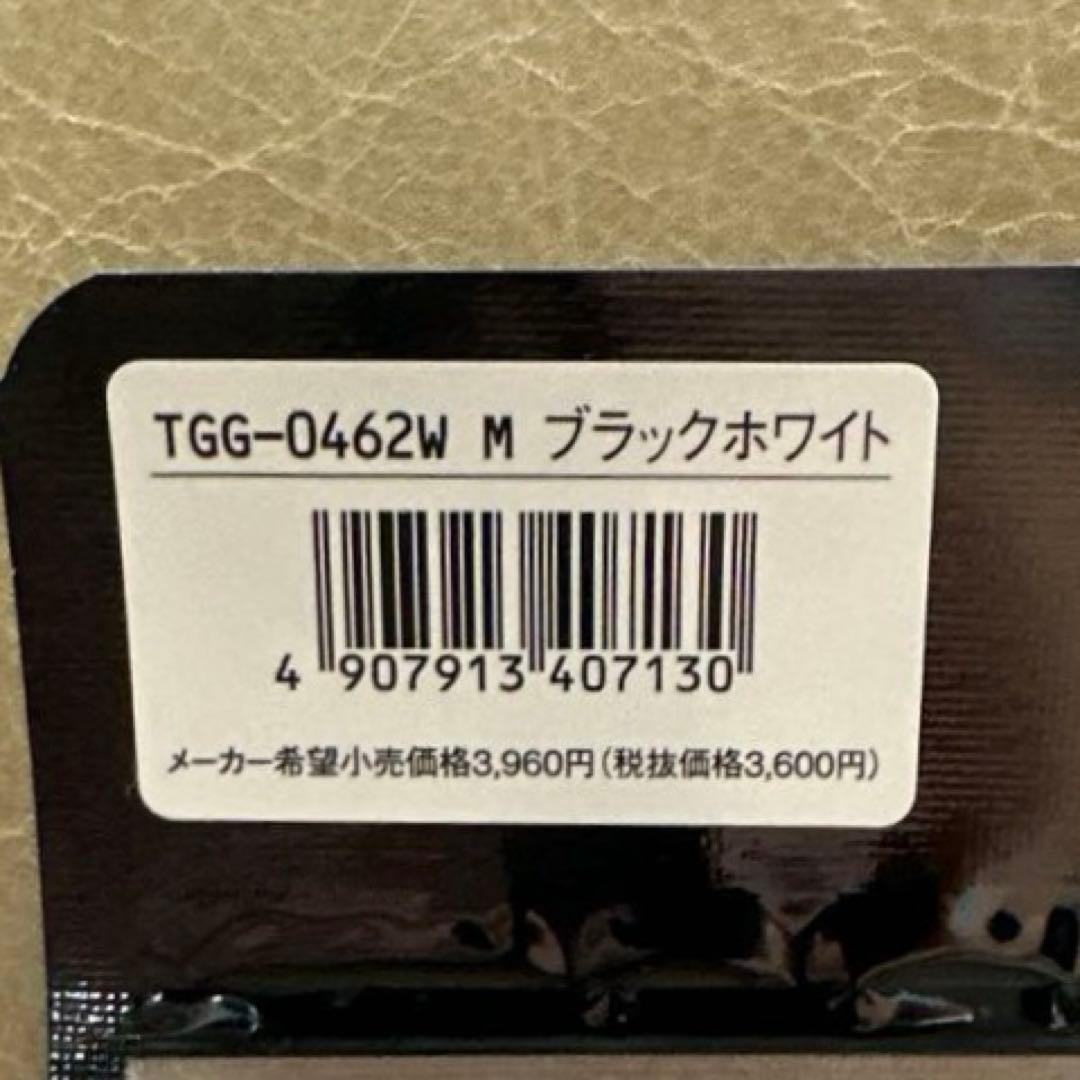 TGG-0462W M ブラックホワイト
4 907913 407130
メーカー希望小売価格3,960円(税抜価格3,600円)